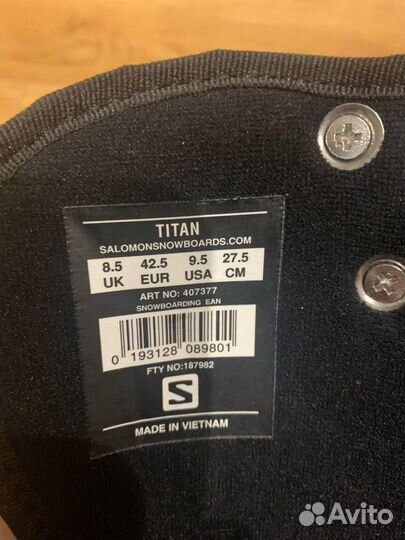 TITAN
SALOMONSNOWBOARDS.COM
8.5 42.5 9.5 27.5
UK EUR USA CM
ART NO: 407377
SNOWBOARDING EAN
0 193128 089801
FTY NO:187982
S
MADE IN VIETNAM
Avito